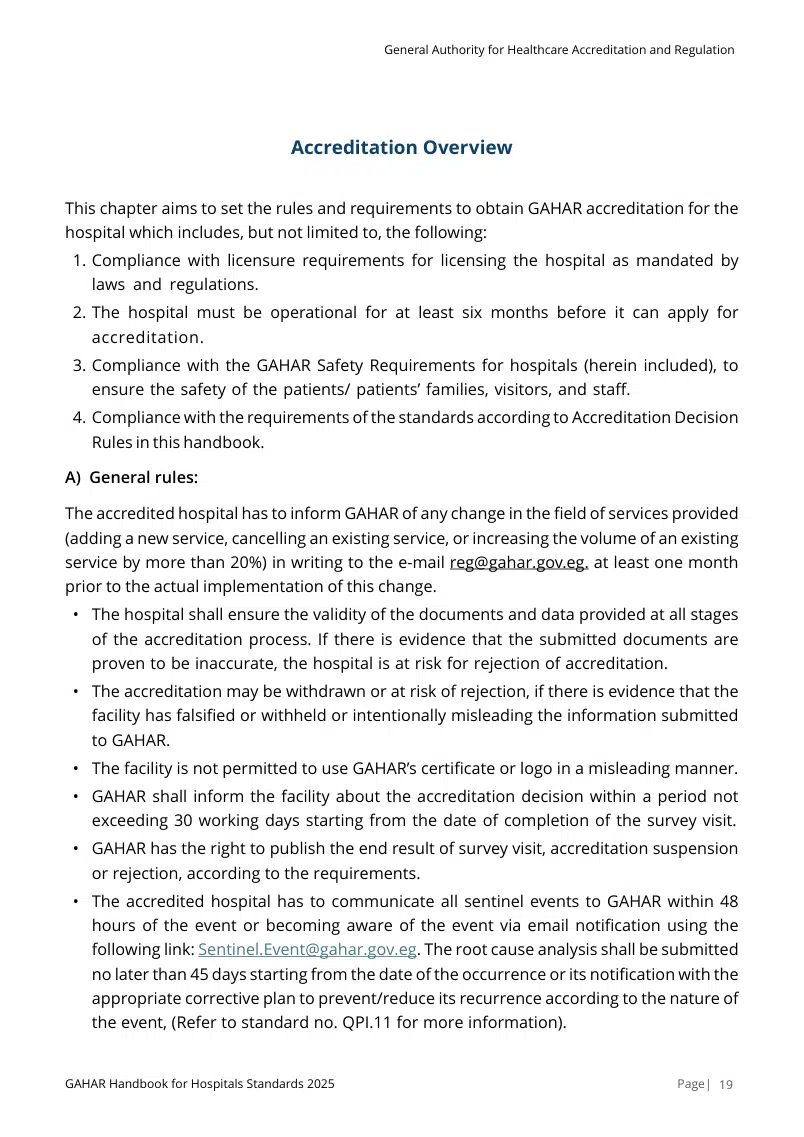 General Authority for Healthcare Accreditation and Regulation
Accreditation Overview
This chapter aims to set the rules and requirements to obtain GAHAR accreditation for the
hospital which includes, but not limited to, the following:
1. Compliance with licensure requirements for licensing the hospital as mandated by
laws and regulations.
2. The hospital must be operational for at least six months before it can apply for
accreditation.
3. Compliance with the GAHAR Safety Requirements for hospitals (herein included), to
ensure the safety of the patients/ patients’ families, visitors, and staff.
4. Compliance with the requirements of the standards according to Accreditation Decision
Rules in this handbook.
A) General rules:
The accredited hospital has to inform GAHAR of any change in the field of services provided
(adding a new service, cancelling an existing service, or increasing the volume of an existing
service by more than 20%) in writing to the e-mail reg@gahar.gov.eg, at least one month
prior to the actual implementation of this change.
• The hospital shall ensure the validity of the documents and data provided at all stages
of the accreditation process. If there is evidence that the submitted documents are
proven to be inaccurate, the hospital is at risk for rejection of accreditation.
• The accreditation may be withdrawn or at risk of rejection, if there is evidence that the
facility has falsified or withheld or intentionally misleading the information submitted
to GAHAR.
• The facility is not permitted to use GAHAR’s certificate or logo in a misleading manner.
• GAHAR shall inform the facility about the accreditation decision within a period not
exceeding 30 working days starting from the date of completion of the survey visit.
• GAHAR has the right to publish the end result of survey visit, accreditation suspension
or rejection, according to the requirements.
• The accredited hospital has to communicate all sentinel events to GAHAR within 48
hours of the event or becoming aware of the event via email notification using the
following link: Sentinel.Event@gahar.gov.eg. The root cause analysis shall be submitted
no later than 45 days starting from the date of the occurrence or its notification with the
appropriate corrective plan to prevent/reduce its recurrence according to the nature of
the event, (Refer to standard no. QPI.11 for more information).
GAHAR Handbook for Hospitals Standards 2025
Page| 19